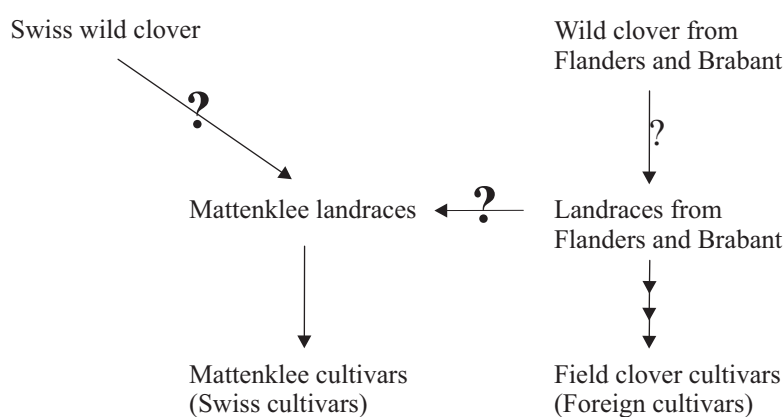 Swiss wild clover
Wild clover from
Flanders and Brabant
?
?
Mattenklee landraces
?
Landraces from
Flanders and Brabant
Mattenklee cultivars
(Swiss cultivars)
Field clover cultivars
(Foreign cultivars)